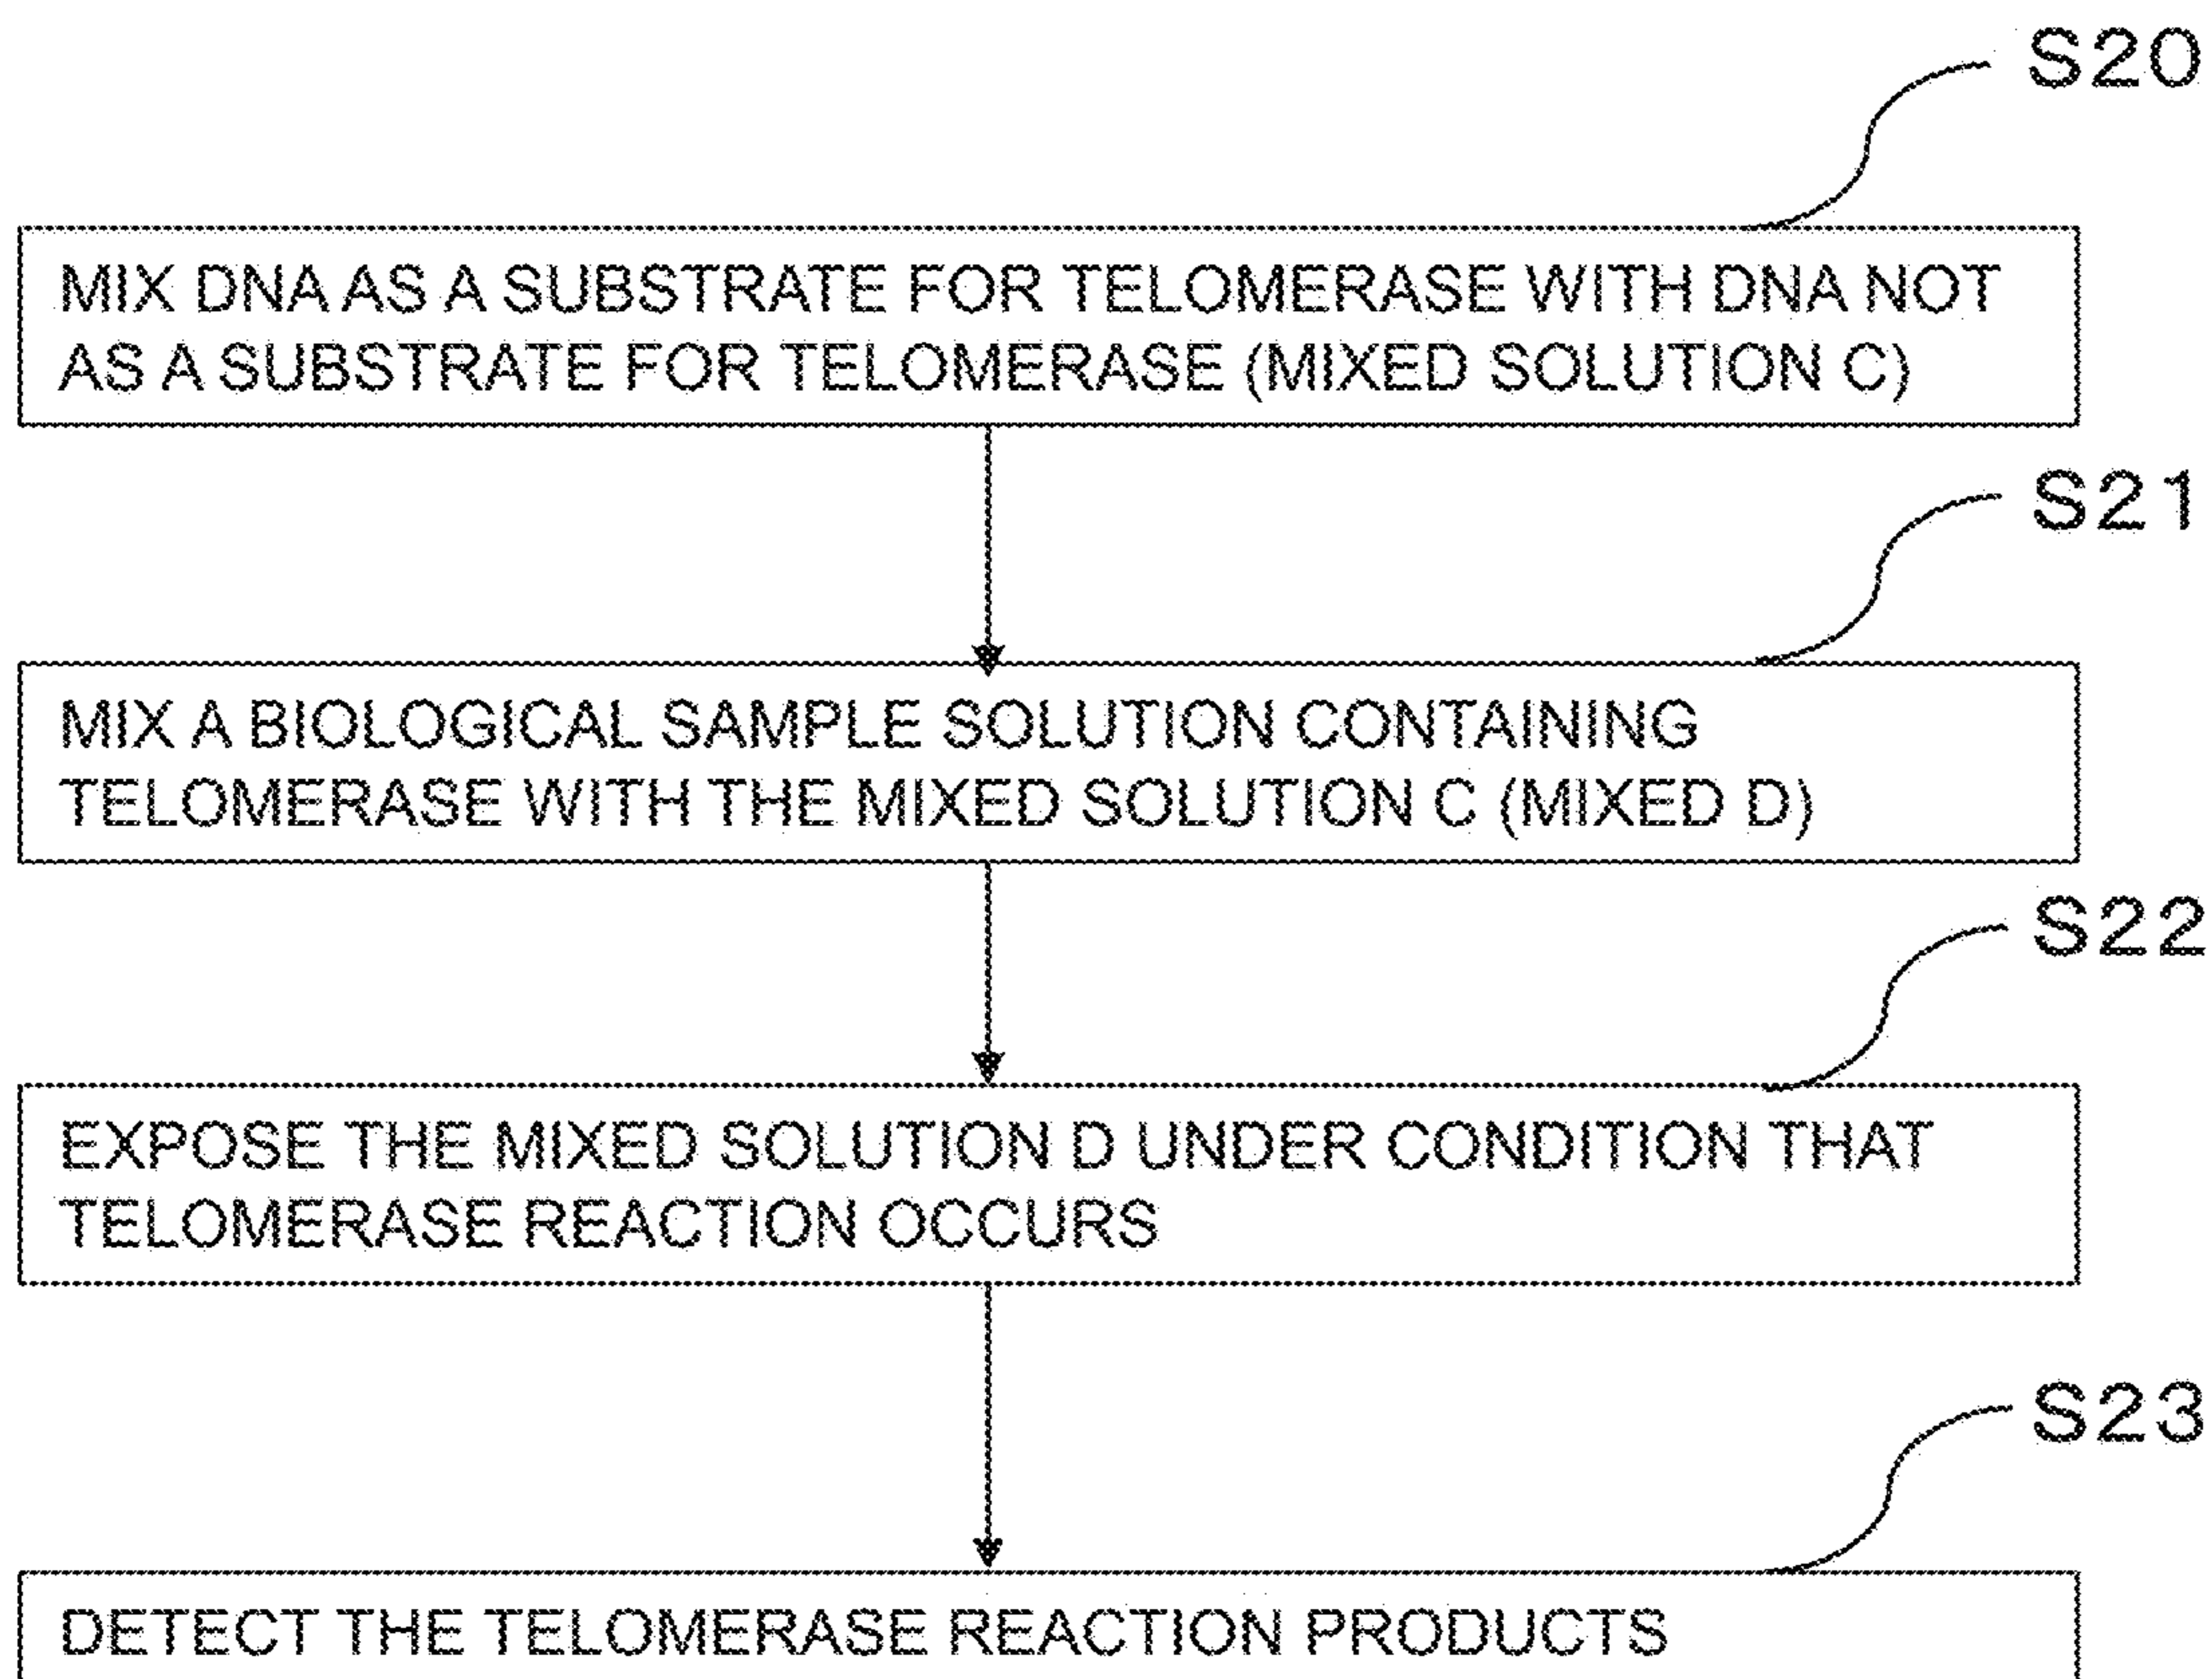 S20
MIX DNA AS A SUBSTRATE FOR TELOMERASE WITH DNA NOT
AS A SUBSTRATE FOR TELOMERASE (MIXED SOLUTION C)
S21
MIX A BIOLOGICAL SAMPLE SOLUTION CONTAINING
TELOMERASE WITH THE MIXED SOLUTION C (MIXED D)
S22
EXPOSE THE MIXED SOLUTION D UNDER CONDITION THAT
TELOMERASE REACTION OCCURS
S23
DETECT THE TELOMERASE REACTION PRODUCTS